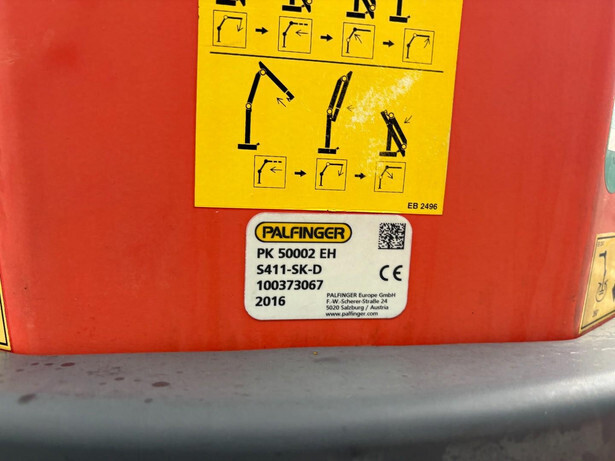 EB 2496
PALFINGER
PK 50002 EH
S411-SK-D
100373067
2016
CE
PALFINGER Europe GmbH
F.-W.-Scherer-Straße 24
5020 Salzburg / Austria
www.palfinger.com